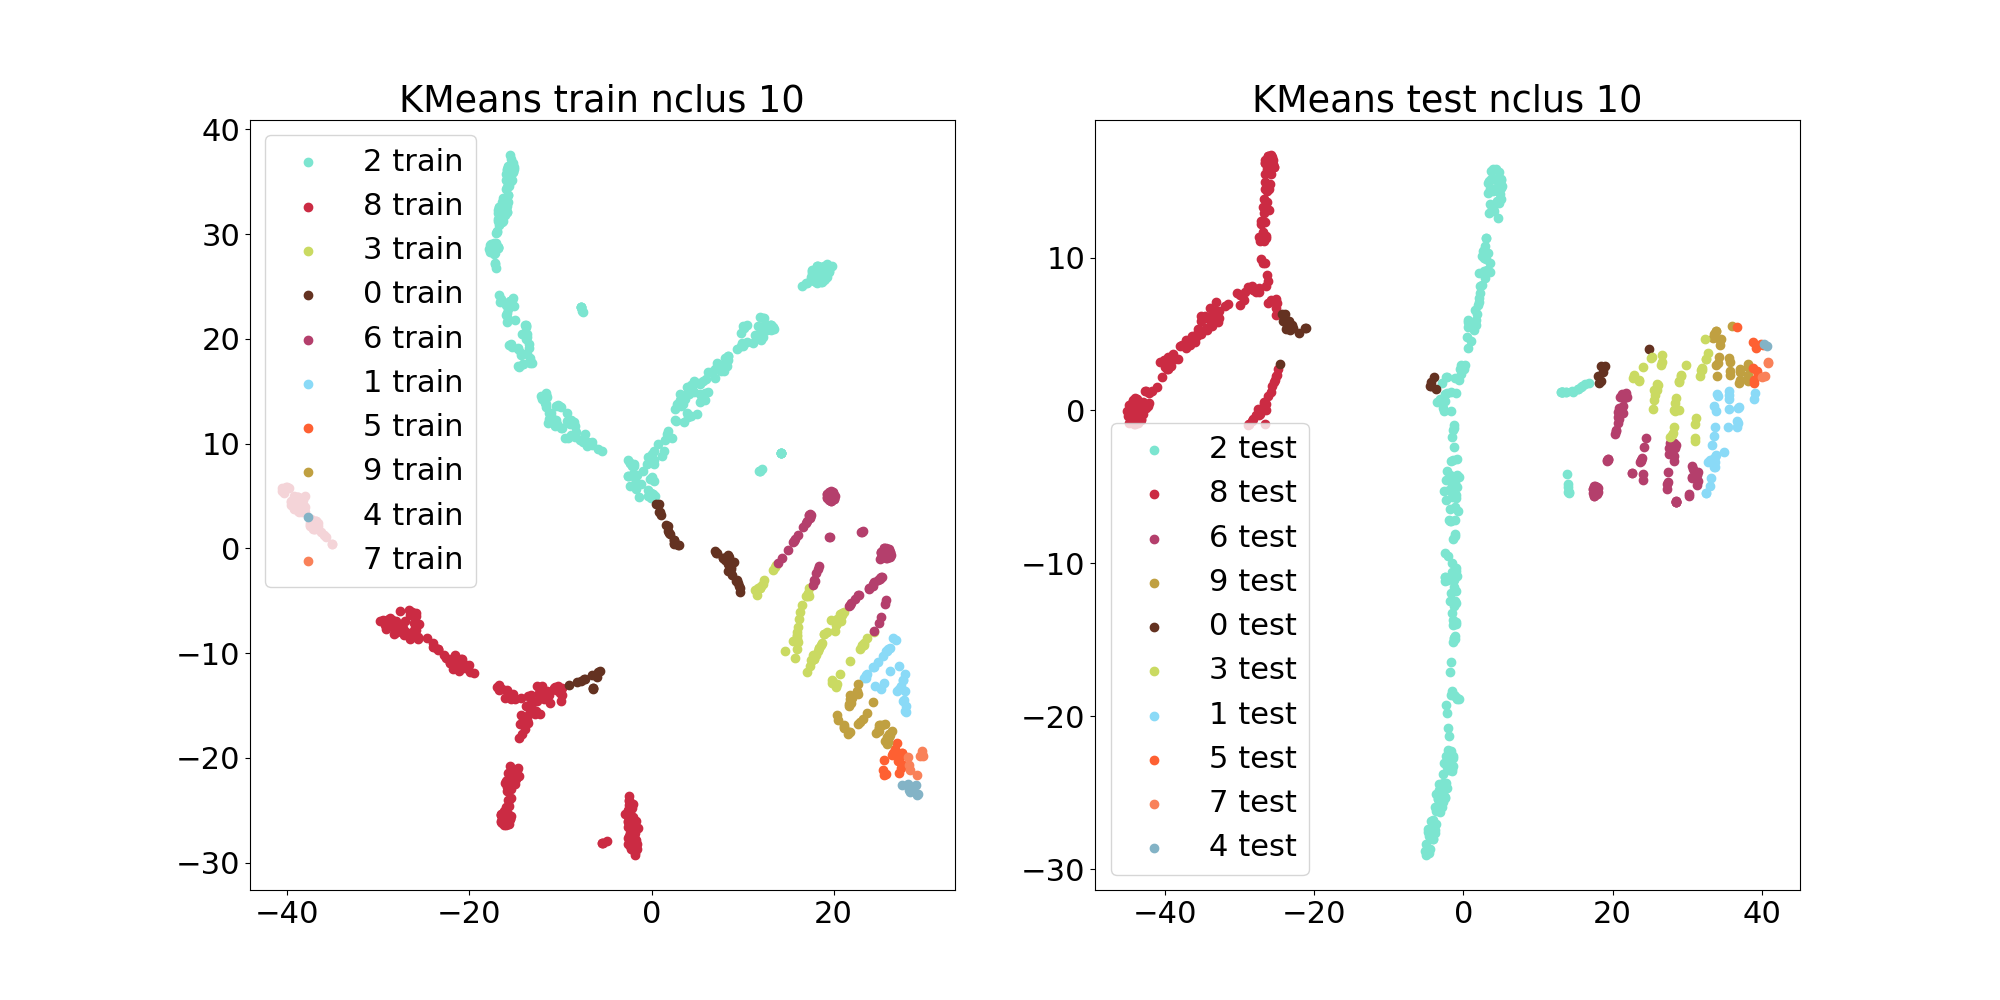 KMeans train nclus 10
40
30
20
10
0
−10
−20
−30
−40
−20
0
20
2 train
8 train
3 train
0 train
6 train
1 train
5 train
9 train
4 train
7 train
KMeans test nclus 10
10
0
−10
−20
−30
−40
−20
0
20
40
2 test
8 test
6 test
9 test
0 test
3 test
1 test
5 test
7 test
4 test